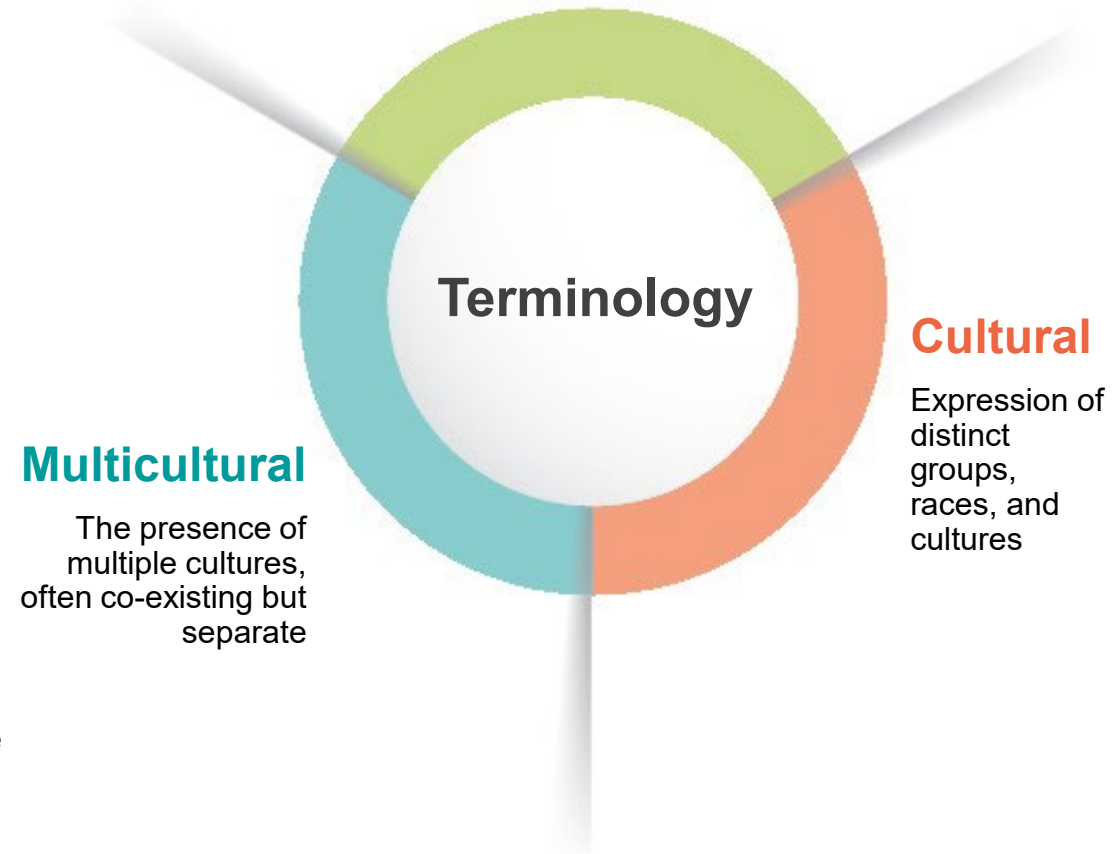 Terminology
Cultural
Expression of
distinct
groups,
races, and
cultures
Multicultural
The presence of
multiple cultures,
often co-existing but
separate